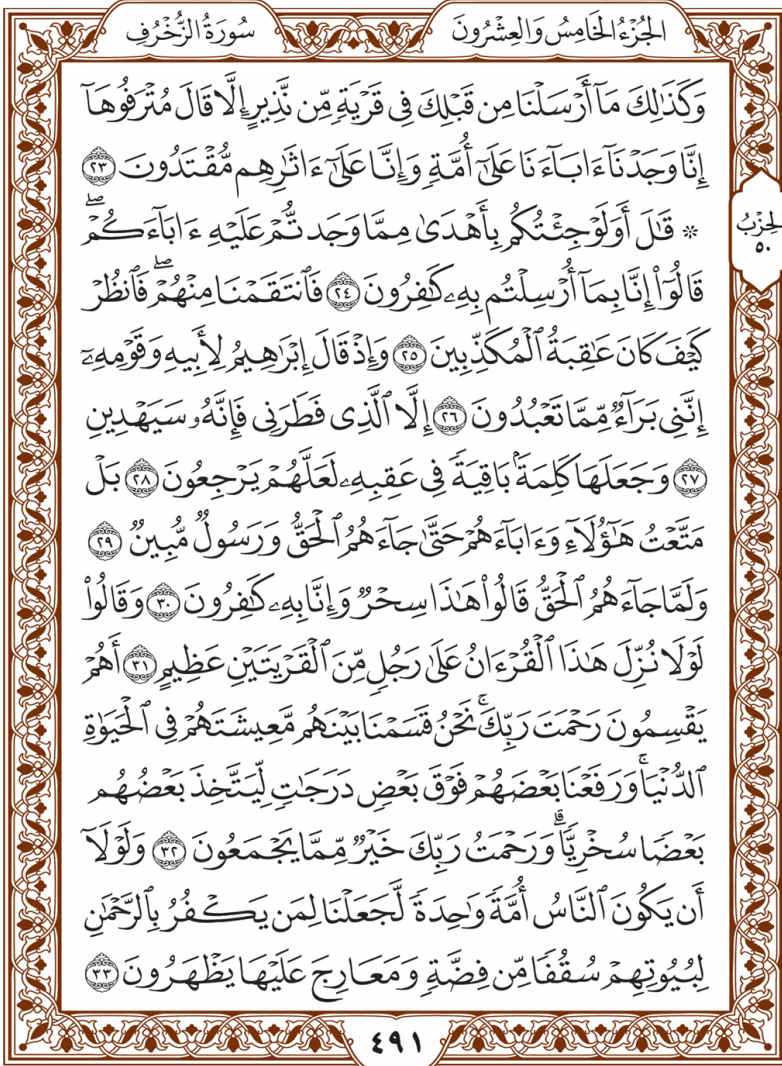 الجُزْءُ الخَامِسُ وَالعِشْرُونَ
سُورَةُ الزُّخْرُفِ
وَكَذَٰلِكَ مَآ أَرْسَلْنَا مِن قَبْلِكَ فِي قَرْيَةٍ مِّن نَّذِيرٍ إِلَّا قَالَ مُتْرَفُوهَآ
إِنَّا وَجَدْنَآ ءَابَآءَنَا عَلَىٰٓ أُمَّةٍ وَإِنَّا عَلَىٰٓ ءَاثَٰرِهِم مُّقْتَدُونَ ٢٣
۞ قَٰلَ أَوَلَوْ جِئْتُكُم بِأَهْدَىٰ مِمَّا وَجَدتُّمْ عَلَيْهِ ءَابَآءَكُمْۖ
قَالُوٓا۟ إِنَّا بِمَآ أُرْسِلْتُم بِهِۦ كَٰفِرُونَ ٢٤ فَٱنتَقَمْنَا مِنْهُمْۖ فَٱنظُرْ
كَيْفَ كَانَ عَٰقِبَةُ ٱلْمُكَذِّبِينَ ٢٥ وَإِذْ قَالَ إِبْرَٰهِيمُ لِأَبِيهِ وَقَوْمِهِۦٓ
إِنَّنِي بَرَآءٌ مِّمَّا تَعْبُدُونَ ٢٦ إِلَّا ٱلَّذِي فَطَرَنِي فَإِنَّهُۥ سَيَهْدِينِ
٢٧ وَجَعَلَهَا كَلِمَةًۢ بَاقِيَةً فِي عَقِبِهِۦ لَعَلَّهُمْ يَرْجِعُونَ ٢٨ بَلْ
مَتَّعْتُ هَٰٓؤُلَآءِ وَءَابَآءَهُمْ حَتَّىٰ جَآءَهُمُ ٱلْحَقُّ وَرَسُولٌ مُّبِينٌ ٢٩
وَلَمَّا جَآءَهُمُ ٱلْحَقُّ قَالُوا۟ هَٰذَا سِحْرٌ وَإِنَّا بِهِۦ كَٰفِرُونَ ٣٠ وَقَالُوا۟
لَوْلَا نُزِّلَ هَٰذَا ٱلْقُرْءَانُ عَلَىٰ رَجُلٍ مِّنَ ٱلْقَرْيَتَيْنِ عَظِيمٍ ٣١ أَهُمْ
يَقْسِمُونَ رَحْمَتَ رَبِّكَۚ نَحْنُ قَسَمْنَا بَيْنَهُم مَّعِيشَتَهُمْ فِي ٱلْحَيَوٰةِ
ٱلدُّنْيَاۚ وَرَفَعْنَا بَعْضَهُمْ فَوْقَ بَعْضٍ دَرَجَٰتٍ لِّيَتَّخِذَ بَعْضُهُم
بَعْضًا سُخْرِيًّاۗ وَرَحْمَتُ رَبِّكَ خَيْرٌ مِّمَّا يَجْمَعُونَ ٣٢ وَلَوْلَآ
أَن يَكُونَ ٱلنَّاسُ أُمَّةً وَٰحِدَةً لَّجَعَلْنَا لِمَن يَكْفُرُ بِٱلرَّحْمَٰنِ
لِبُيُوتِهِمْ سُقُفًا مِّن فِضَّةٍ وَمَعَارِجَ عَلَيْهَا يَظْهَرُونَ ٣٣
الحِزْبُ
٥٠
٤٩١